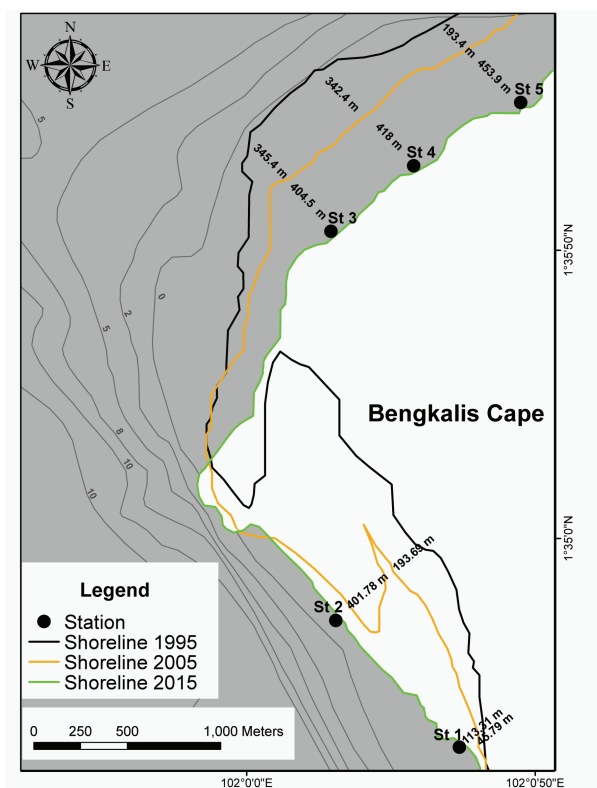 N
W E
S
193.4 m 453.9 m
St 5
342.4 m
418 m
St 4
345.4 m 404.5 m
St 3
5
0
2
5
8
10
10
1°35'50"N
Bengkalis Cape
1°35'0"N
193.69 m
401.78 m
St 2
St 1
113.31 m
43.79 m
Legend
Station
Shoreline 1995
Shoreline 2005
Shoreline 2015
0 250 500 1,000 Meters
102°0'0"E 102°0'50"E